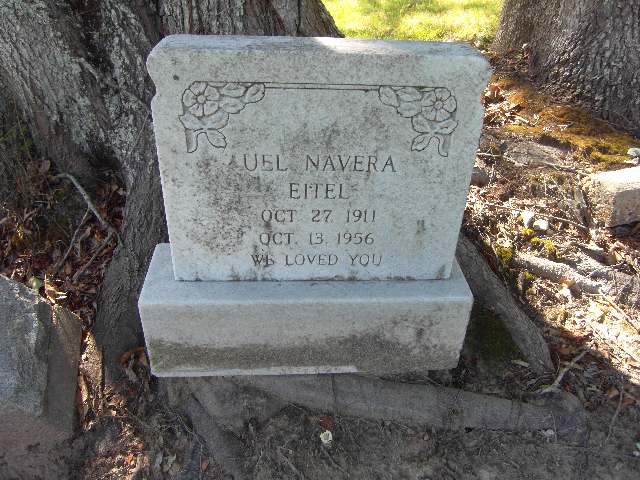 UEL NAVERA
EITEL
OCT. 27, 1911
OCT. 13, 1956
WE LOVED YOU